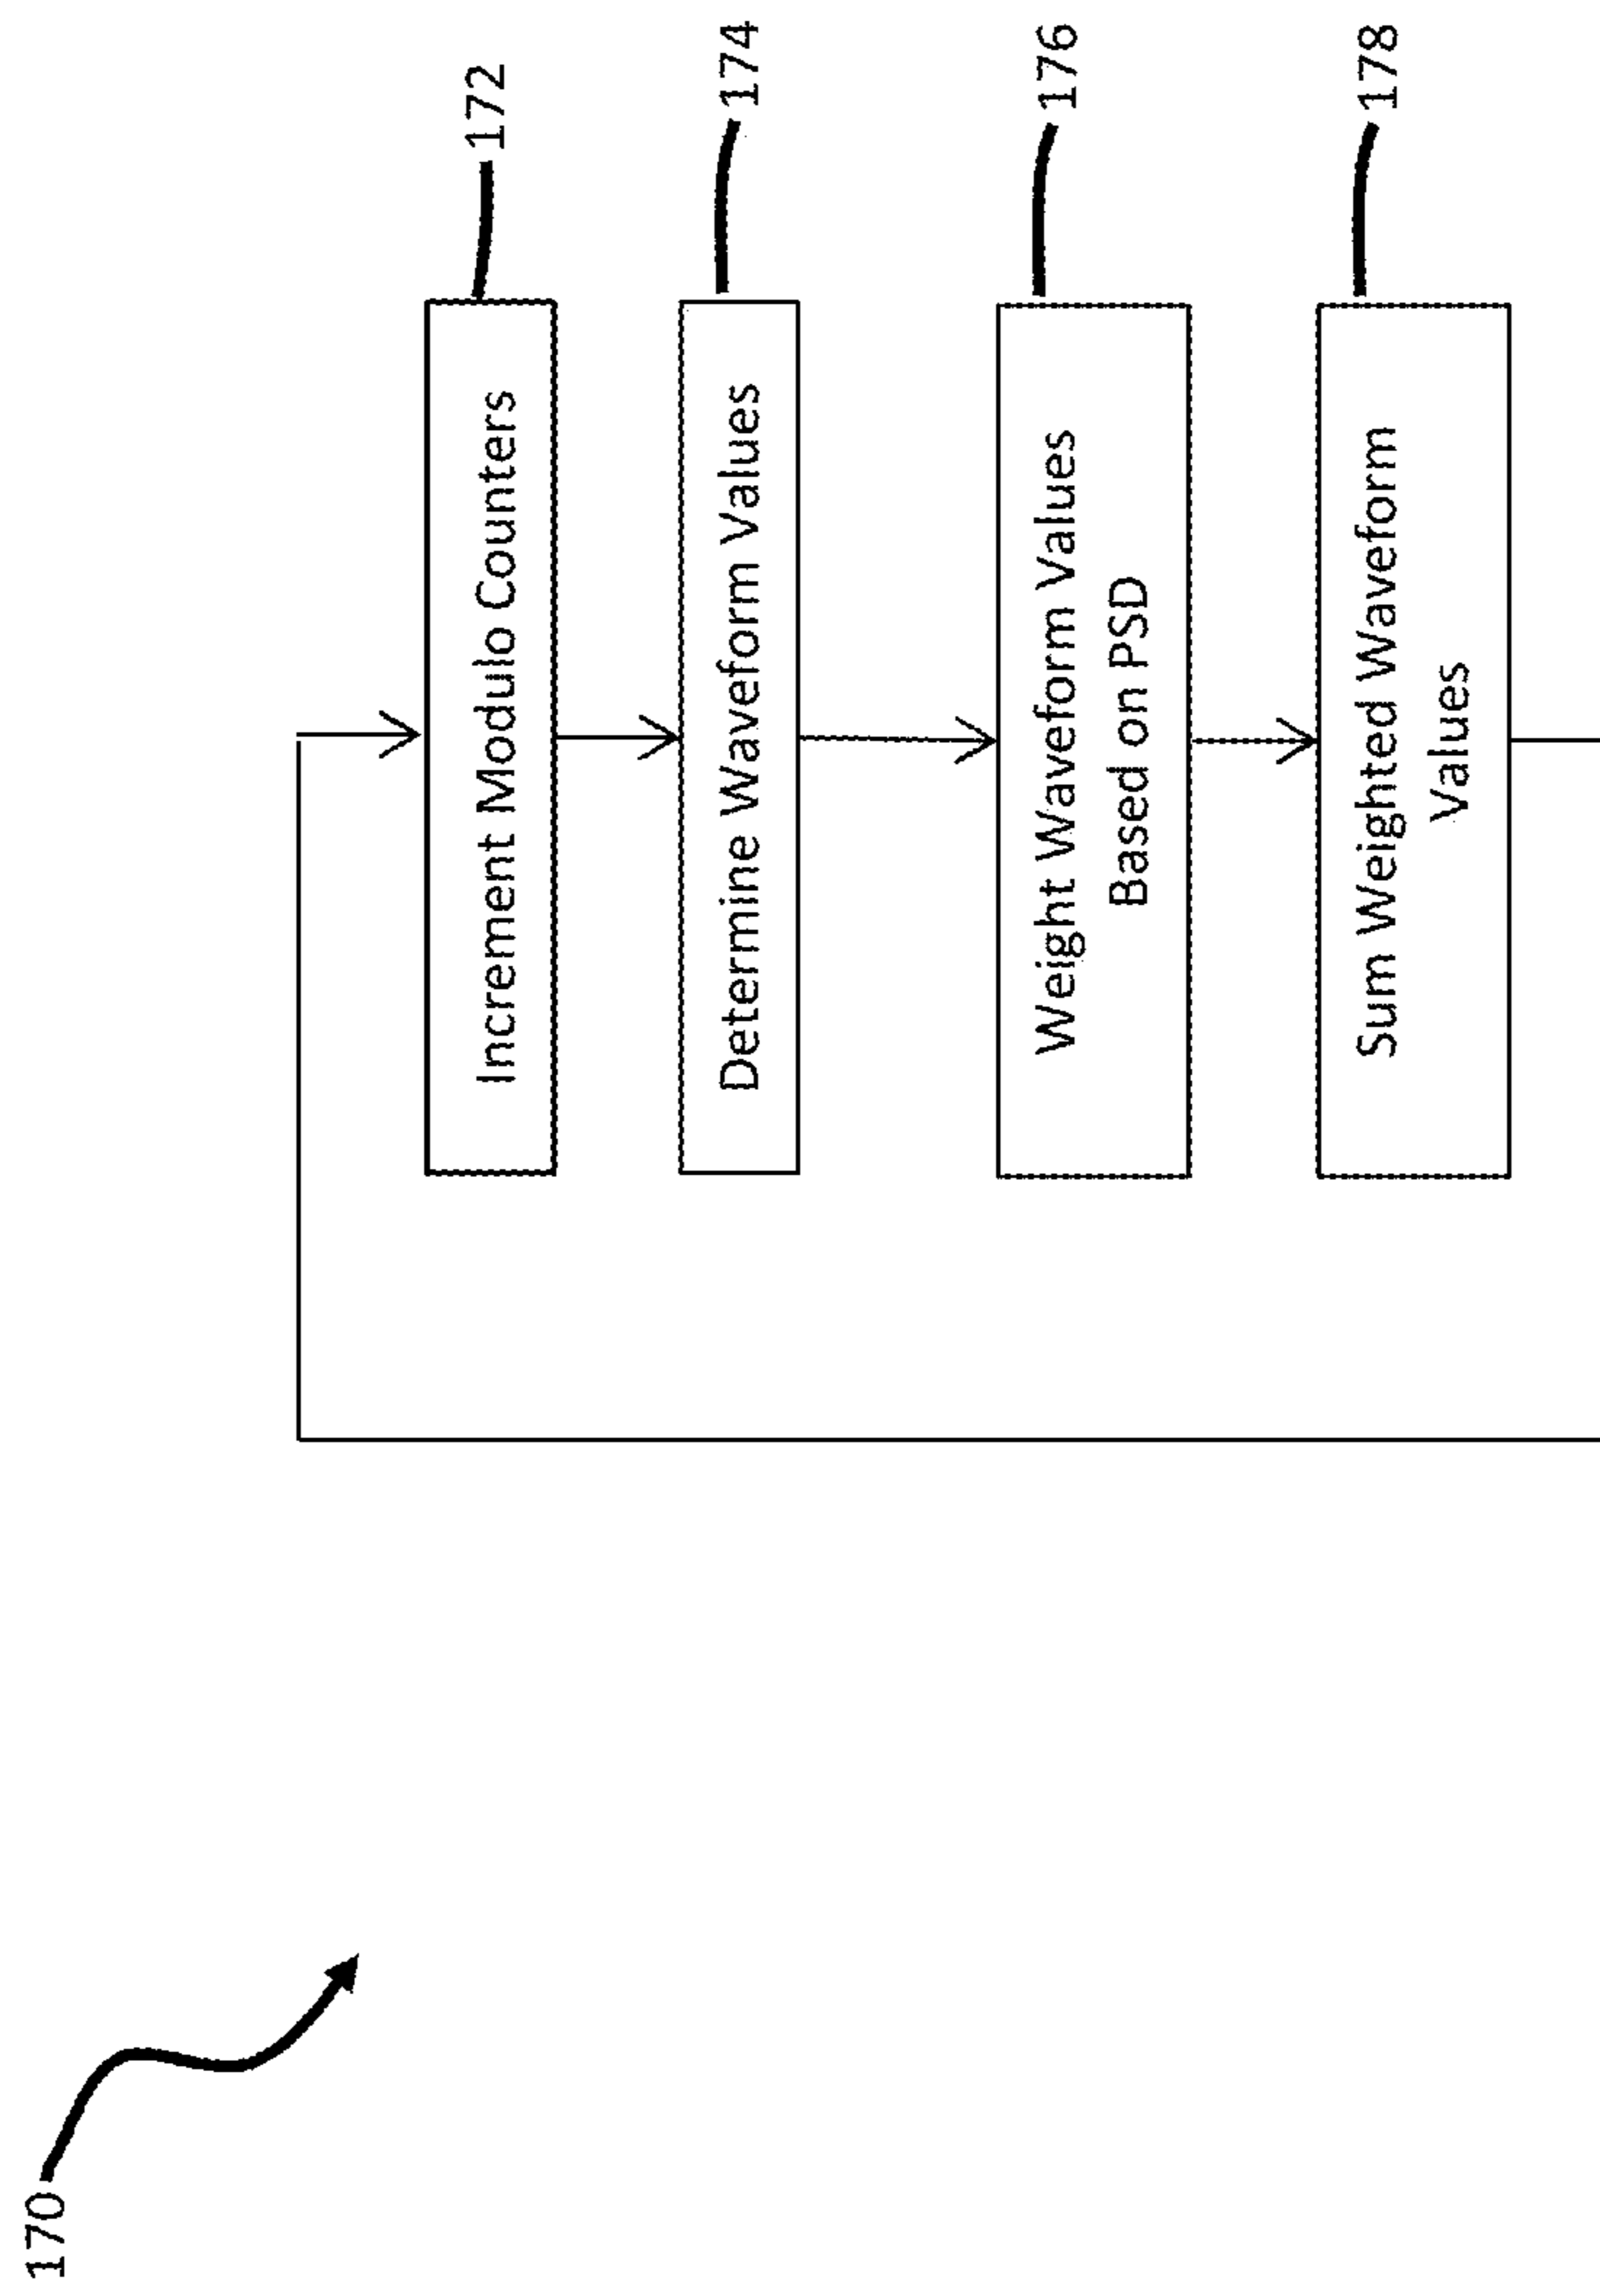 170
Increment Modulo Counters
172
Determine Waveform Values
174
Weight Waveform Values
Based on PSD
176
Sum Weighted Waveform
Values
178